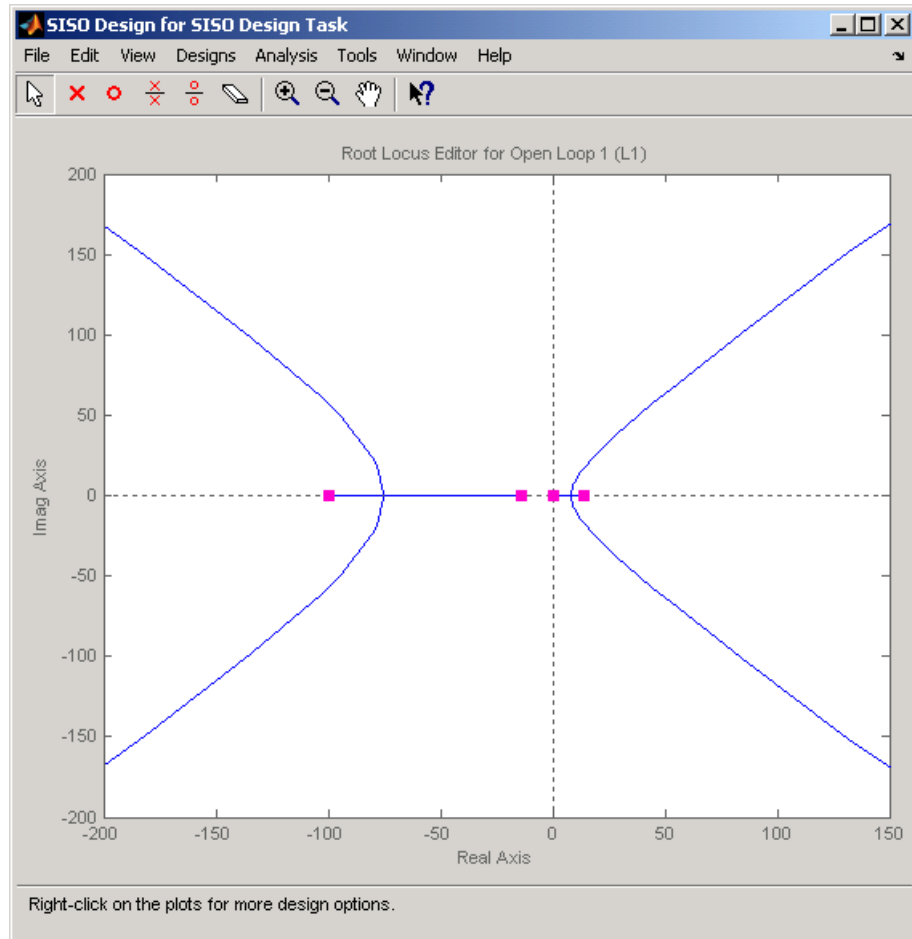 SISO Design for SISO Design Task
File Edit View Designs Analysis Tools Window Help
Root Locus Editor for Open Loop 1 (L1)
200
150
100
50
0
-50
-100
-150
-200
Imag Axis
-200 -150 -100 -50 0 50 100 150
Real Axis
Right-click on the plots for more design options.